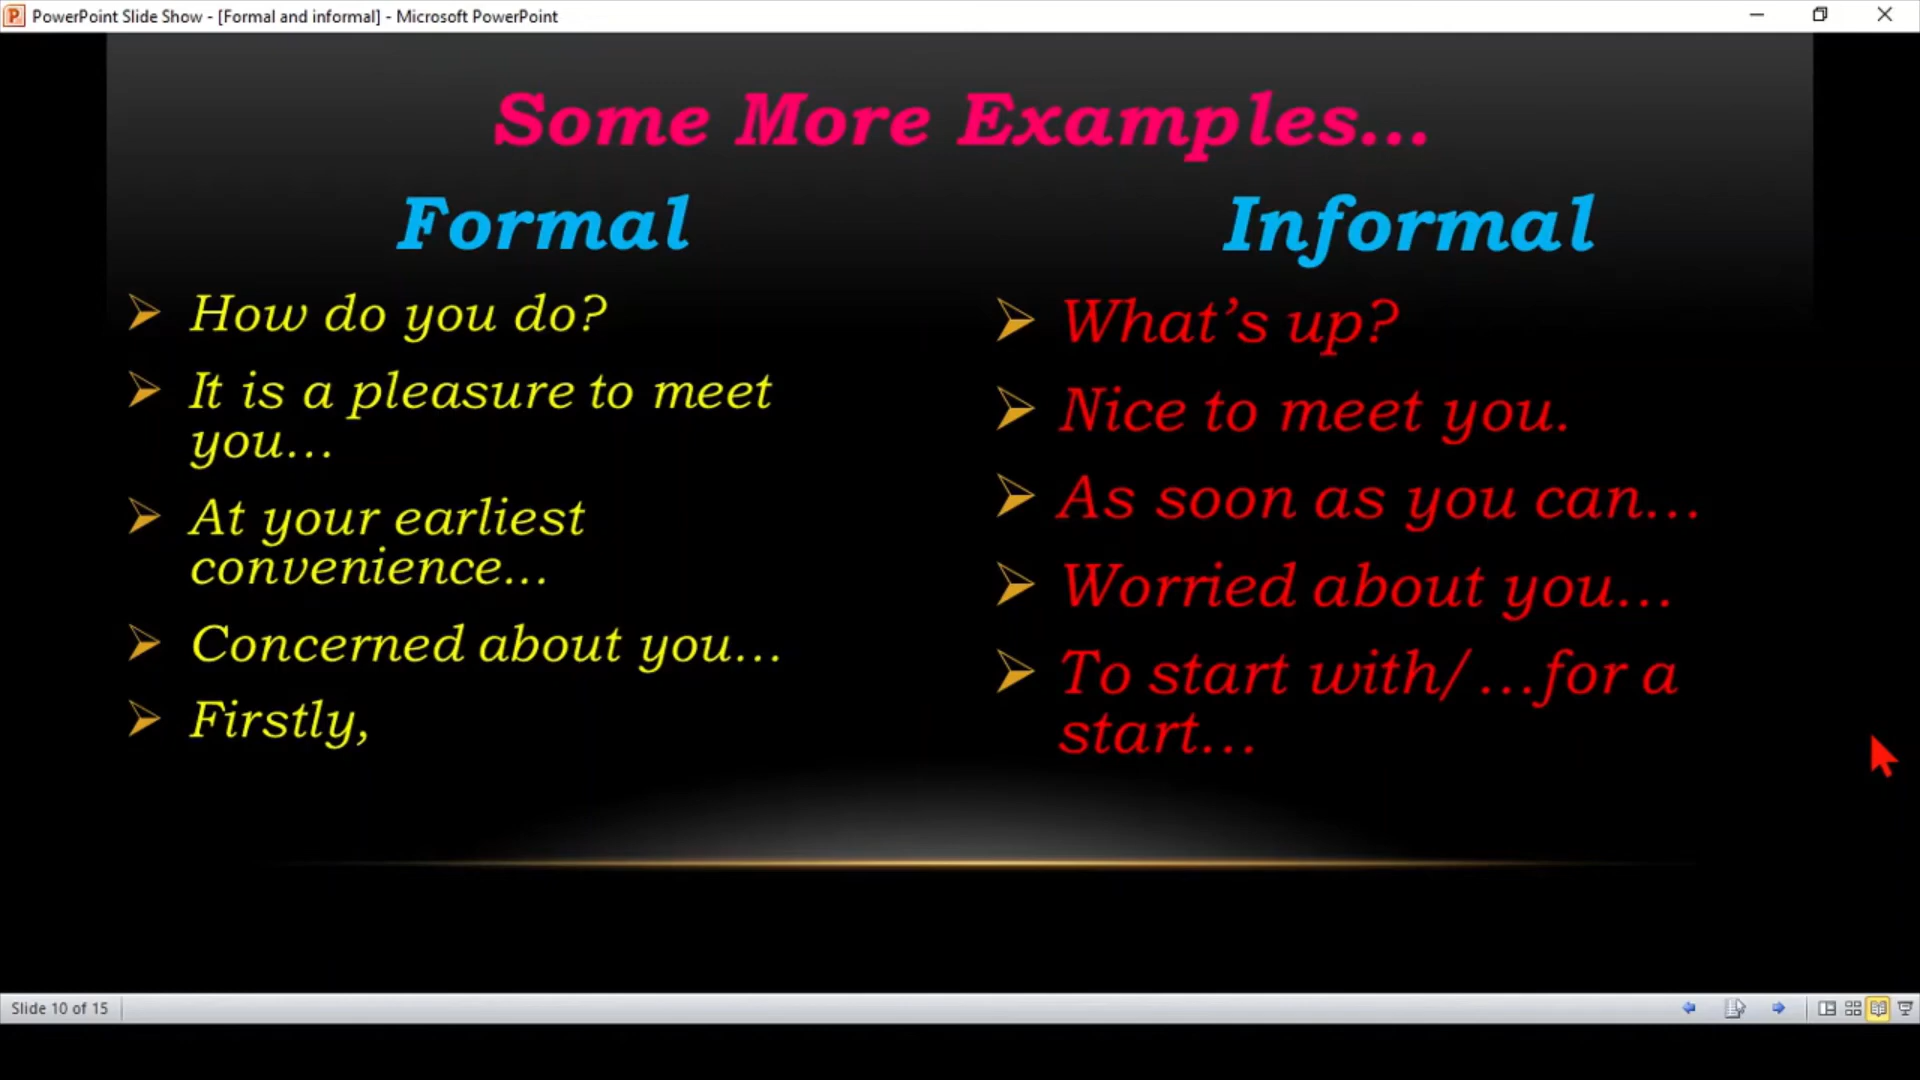 PowerPoint Slide Show - [Formal and informal] - Microsoft PowerPoint
Some More Examples...
Formal
How do you do?
It is a pleasure to meet
you...
At your earliest
convenience...
Concerned about you...
Firstly,
Informal
What's up?
Nice to meet you.
As soon as you can...
Worried about you...
To start with/ ...for a
start...
Slide 10 of 15